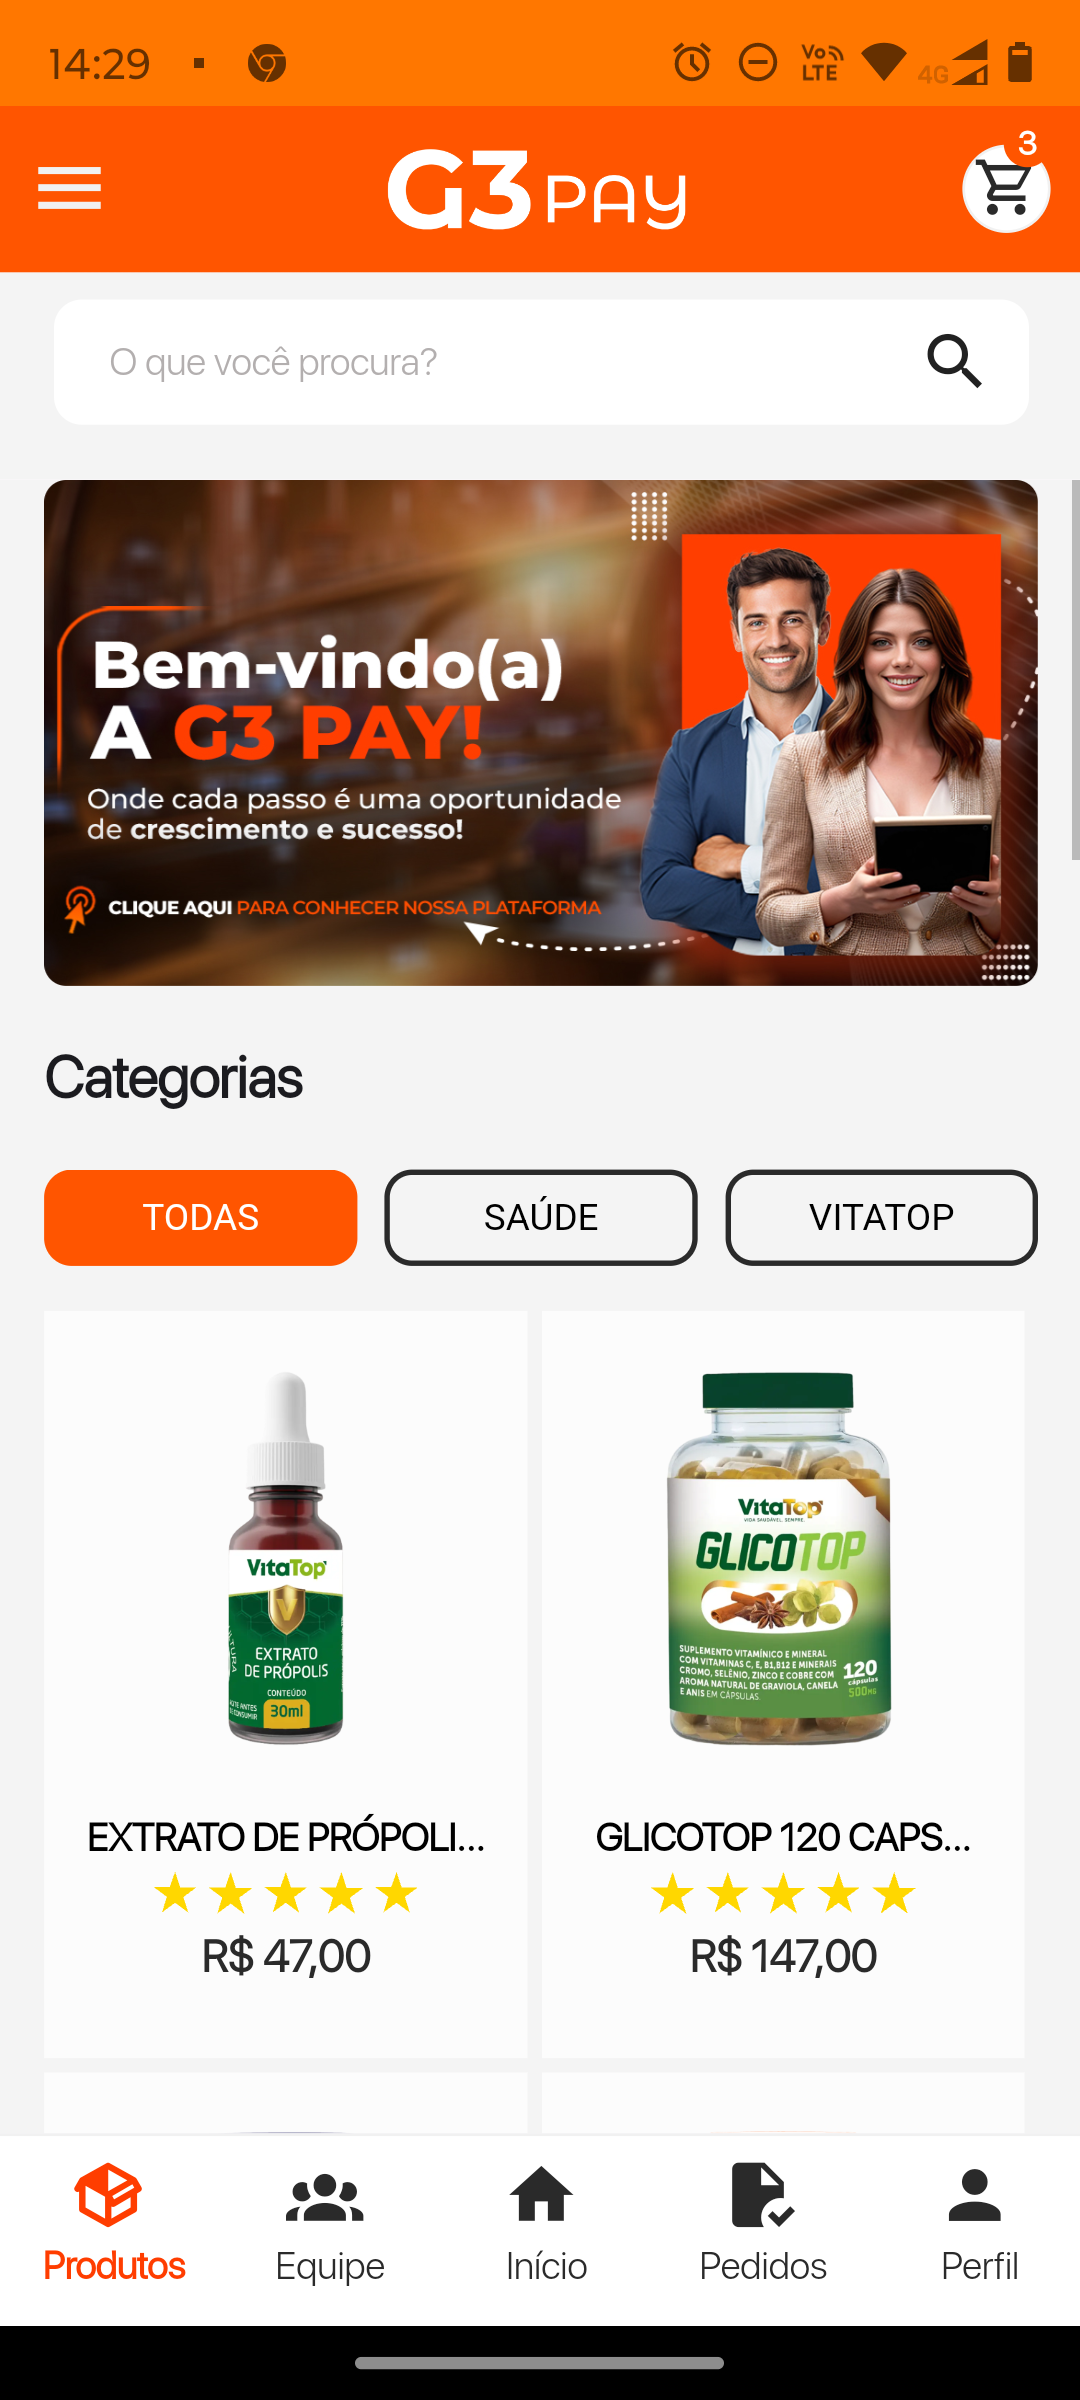 14:29
Vo
LTE
4G
G3 PAY
3
O que você procura?
Bem-vindo(a)
A G3 PAY!
Onde cada passo é uma oportunidade
de crescimento e sucesso!
CLIQUE AQUI PARA CONHECER NOSSA PLATAFORMA
Categorias
TODAS
SAÚDE
VITATOP
VitaTop
V
EXTRATO
DE PRÓPOLIS
CONTEÚDO
30ml
VitaTop
VIDA SAUDÁVEL. SEMPRE.
GLICOTOP
SUPLEMENTO VITAMÍNICO E MINERAL
COM VITAMINAS C, E, B1,B12 E MINERAIS
CROMO, SELÊNIO, ZINCO E COBRE COM
AROMA NATURAL DE GRAVIOLA, CANELA
E ANIS EM CÁPSULAS.
120
cápsulas
500MG
EXTRATO DE PRÓPOLI...
GLICOTOP 120 CAPS...
R$ 47,00
R$ 147,00
Produtos
Equipe
Início
Pedidos
Perfil